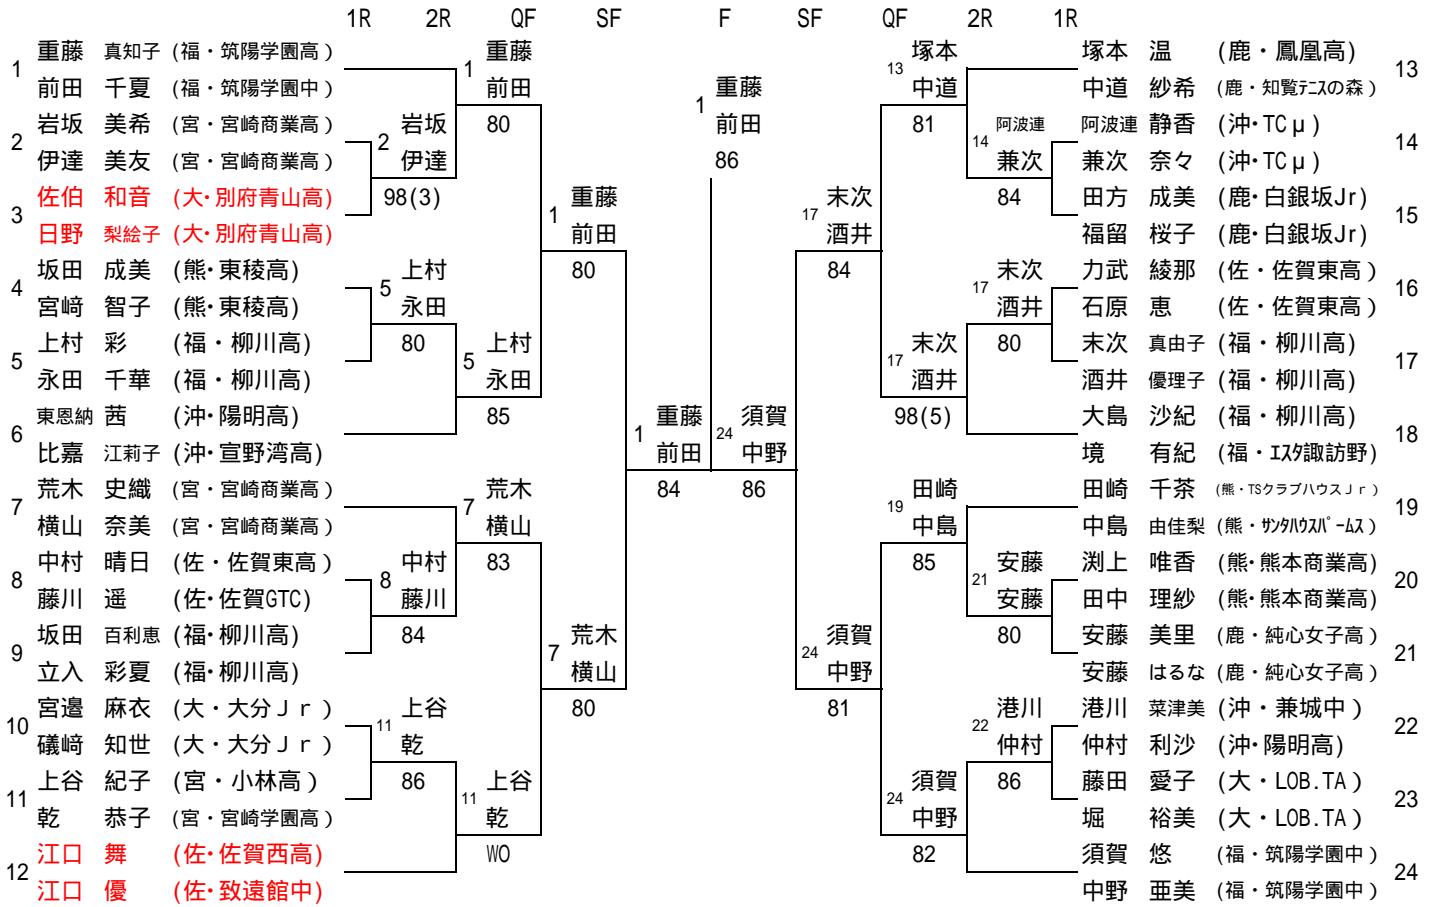 1R 2R QF SF F SF QF 2R 1R
1 重藤 真知子 (福・筑陽学園高)
前田 千夏 (福・筑陽学園中)
2 岩坂 美希 (宮・宮崎商業高)
伊達 美友 (宮・宮崎商業高)
3 佐伯 和音 (大・別府青山高)
日野 梨絵子 (大・別府青山高)
4 坂田 成美 (熊・東稜高)
宮﨑 智子 (熊・東稜高)
5 上村 彩 (福・柳川高)
永田 千華 (福・柳川高)
6 東恩納 茜 (沖・陽明高)
比嘉 江莉子 (沖・宣野湾高)
7 荒木 史織 (宮・宮崎商業高)
横山 奈美 (宮・宮崎商業高)
8 中村 晴日 (佐・佐賀東高)
藤川 遥 (佐・佐賀GTC)
9 坂田 百利恵 (福・柳川高)
立入 彩夏 (福・柳川高)
10 宮邉 麻衣 (大・大分Ｊｒ)
礒﨑 知世 (大・大分Ｊｒ)
11 上谷 紀子 (宮・小林高)
乾 恭子 (宮・宮崎学園高)
12 江口 舞 (佐・佐賀西高)
江口 優 (佐・致遠館中)
2 岩坂
伊達
98(3)
5 上村
永田
80
8 中村
藤川
84
11 上谷
乾
86
1 重藤
前田
80
5 上村
永田
85
7 荒木
横山
83
11 上谷
乾
WO
1 重藤
前田
80
7 荒木
横山
80
1 重藤
前田
84
1 重藤
前田
86
24 須賀
中野
86
17 末次
酒井
84
24 須賀
中野
81
13 塚本
中道
81
17 末次
酒井
98(5)
19 田崎
中島
85
24 須賀
中野
82
14 阿波連
兼次
84
17 末次
酒井
80
21 安藤
安藤
80
22 港川
仲村
86
塚本 温 (鹿・鳳凰高) 13
中道 紗希 (鹿・知覧テニスの森)
阿波連 静香 (沖・TCμ) 14
兼次 奈々 (沖・TCμ)
田方 成美 (鹿・白銀坂Jr) 15
福留 桜子 (鹿・白銀坂Jr)
力武 綾那 (佐・佐賀東高) 16
石原 恵 (佐・佐賀東高)
末次 真由子 (福・柳川高) 17
酒井 優理子 (福・柳川高)
大島 沙紀 (福・柳川高) 18
境 有紀 (福・エスタ諏訪野)
田崎 千茶 (熊・TSクラブハウスＪｒ) 19
中島 由佳梨 (熊・サンタハウスパームス)
渕上 唯香 (熊・熊本商業高) 20
田中 理紗 (熊・熊本商業高)
安藤 美里 (鹿・純心女子高) 21
安藤 はるな (鹿・純心女子高)
港川 菜津美 (沖・兼城中) 22
仲村 利沙 (沖・陽明高)
藤田 愛子 (大・LOB.TA) 23
堀 裕美 (大・LOB.TA)
須賀 悠 (福・筑陽学園中) 24
中野 亜美 (福・筑陽学園中)